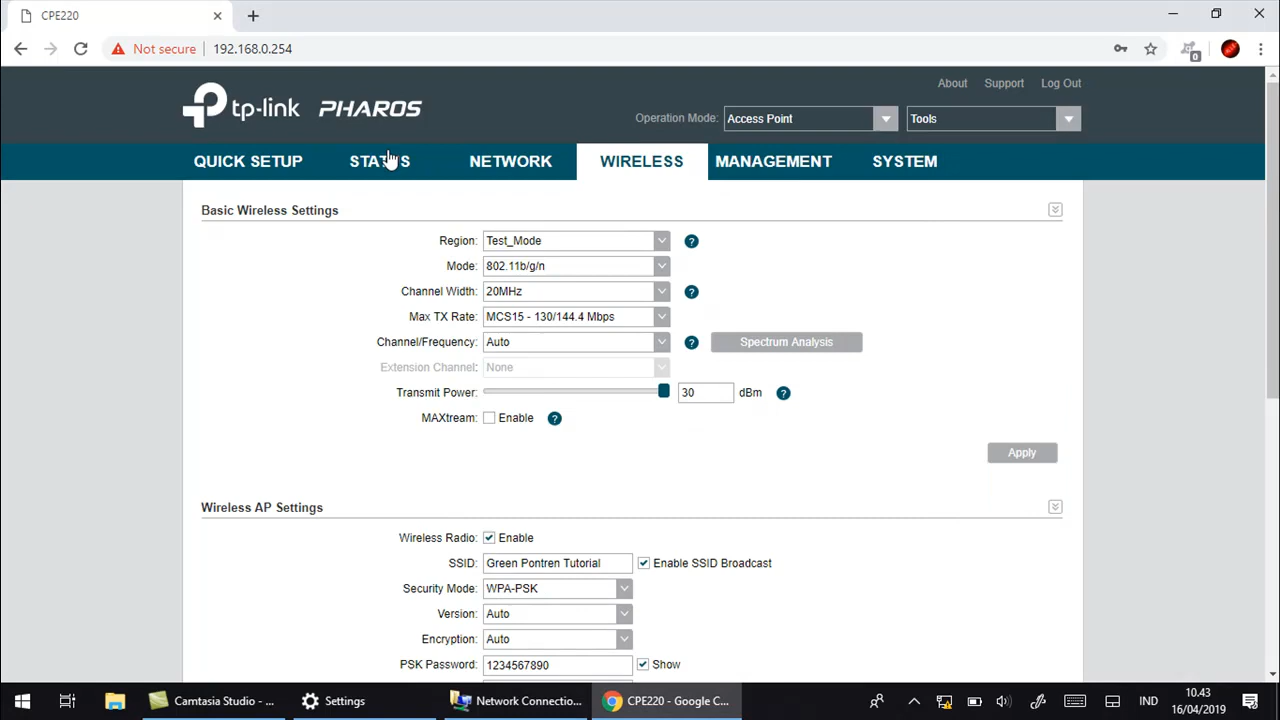 CPE220
Not secure
192.168.0.254
0
About
Support
Log Out
tp-link PHAROS
Operation Mode:
Access Point
Tools
QUICK SETUP
STATUS
NETWORK
WIRELESS
MANAGEMENT
SYSTEM
Basic Wireless Settings
Region: Test_Mode ?
Mode: 802.11b/g/n
Channel Width: 20MHz ?
Max TX Rate: MCS15 - 130/144.4 Mbps
Channel/Frequency: Auto ? Spectrum Analysis
Extension Channel: None
Transmit Power: 30 dBm ?
MAXtream: Enable ?
Apply
Wireless AP Settings
Wireless Radio: Enable
SSID: Green Pontren Tutorial Enable SSID Broadcast
Security Mode: WPA-PSK
Version: Auto
Encryption: Auto
PSK Password: 1234567890 Show
Camtasia Studio - ...
Settings
Network Connectio...
CPE220 - Google C...
IND
10.43
16/04/2019